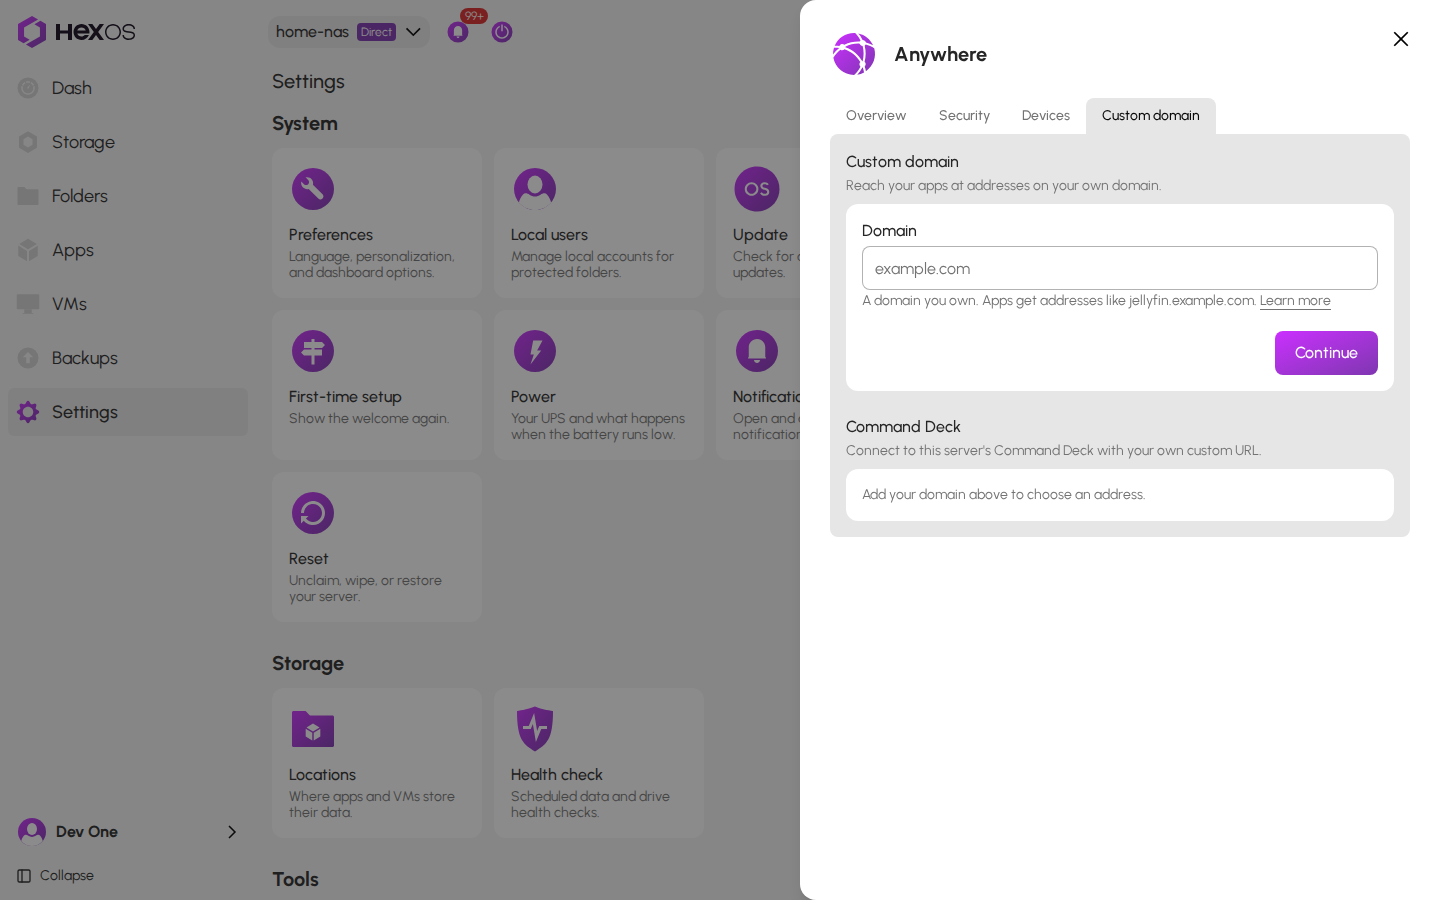 HexOS
home-nas Direct
99+
Dash
Storage
Folders
Apps
VMs
Backups
Settings
Dev One
Collapse
Settings
System
Preferences
Language, personalization,
and dashboard options.
Local users
Manage local accounts for
protected folders.
OS
Update
Check for
updates.
First-time setup
Show the welcome again.
Power
Your UPS and what happens
when the battery runs low.
Open and
Reset
Unclaim, wipe, or restore
your server.
Storage
Locations
Where apps and VMs store
their data.
Health check
Scheduled data and drive
health checks.
Tools
Anywhere
Overview
Security
Devices
Custom domain
Custom domain
Reach your apps at addresses on your own domain.
Domain
example.com
A domain you own. Apps get addresses like jellyfin.example.com. Learn more
Continue
Command Deck
Connect to this server's Command Deck with your own custom URL.
Add your domain above to choose an address.